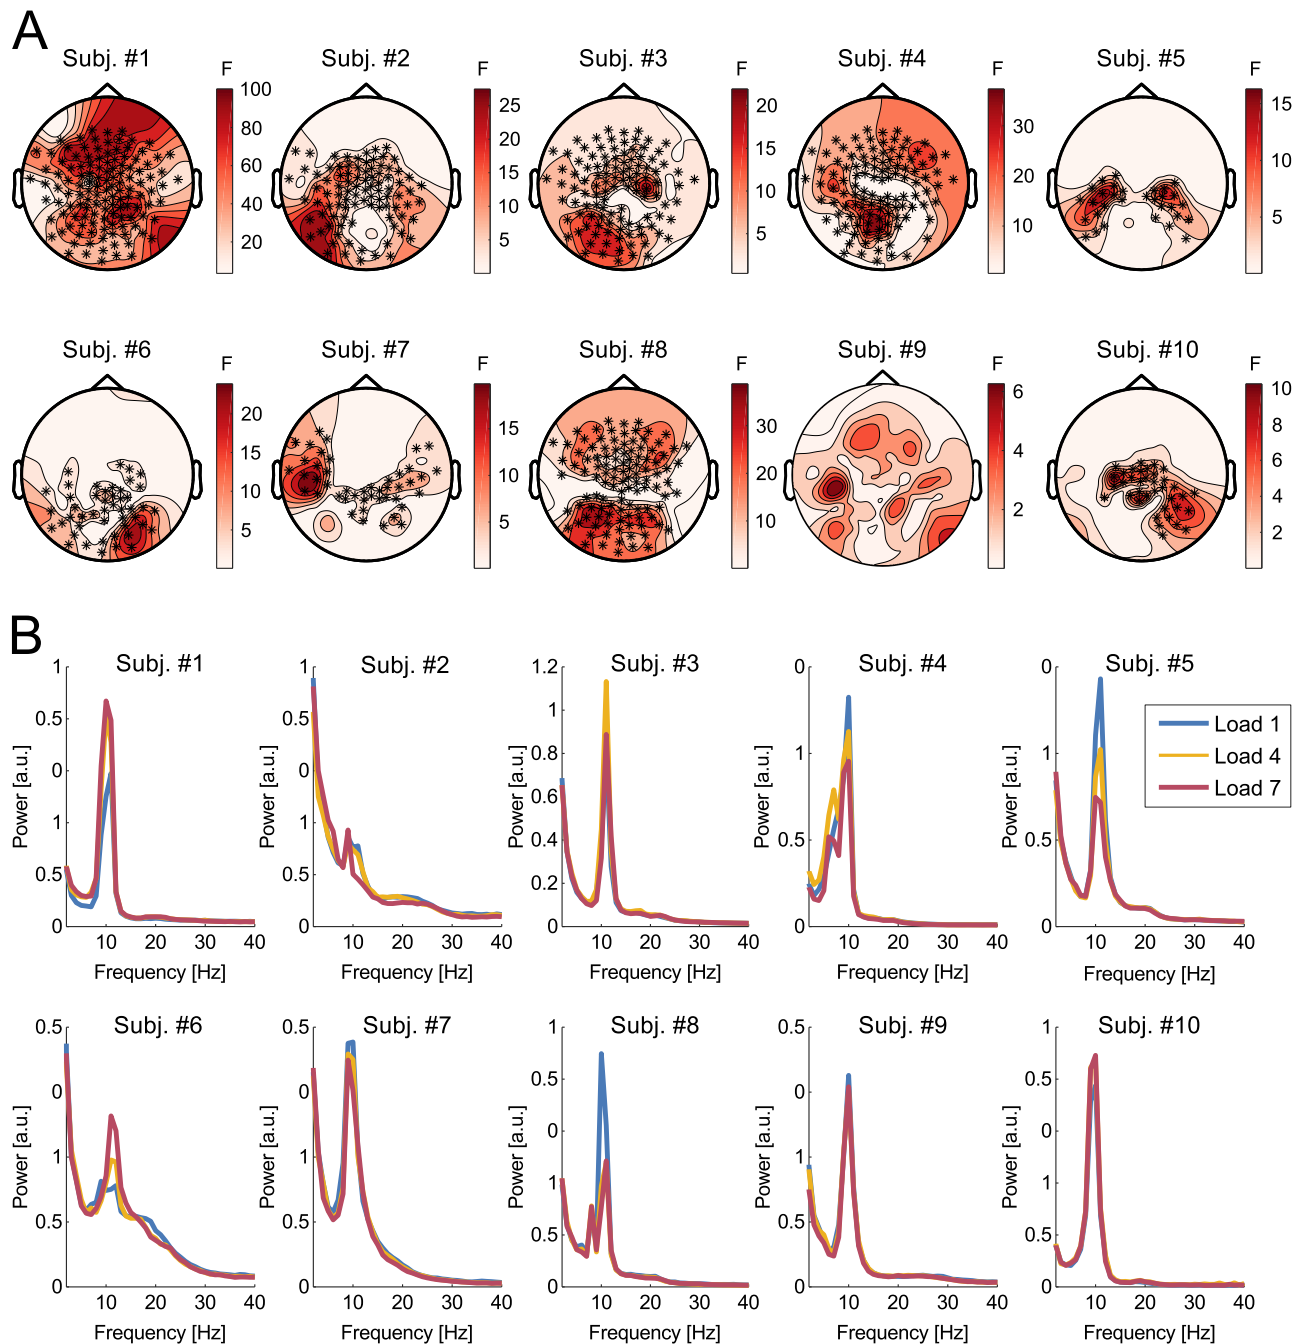 A
Subj. #1
Subj. #2
Subj. #3
Subj. #4
Subj. #5
F
F
F
F
F
100
80
60
40
20
25
20
15
10
5
20
15
10
5
30
20
10
15
10
5
Subj. #6
Subj. #7
Subj. #8
Subj. #9
Subj. #10
F
F
F
F
F
20
15
10
5
15
10
5
30
20
10
6
4
2
10
8
6
4
2
B
Subj. #1
Power [a.u.]
1
0.5
0
1
0.5
0
10 20 30 40
Frequency [Hz]
Subj. #2
Power [a.u.]
1
0.5
0
1
0.5
0
10 20 30 40
Frequency [Hz]
Subj. #3
Power [a.u.]
1.2
1
0.8
0.6
0.4
0.2
0
10 20 30 40
Frequency [Hz]
Subj. #4
Power [a.u.]
0
1
0.5
0
10 20 30 40
Frequency [Hz]
Subj. #5
Power [a.u.]
0
1
0.5
0
10 20 30 40
Frequency [Hz]
Load 1
Load 4
Load 7
Subj. #6
Power [a.u.]
0.5
0
1
0.5
0
10 20 30 40
Frequency [Hz]
Subj. #7
Power [a.u.]
0.5
0
1
0.5
0
10 20 30 40
Frequency [Hz]
Subj. #8
Power [a.u.]
1
0.5
0
1
0.5
0
10 20 30 40
Frequency [Hz]
Subj. #9
Power [a.u.]
0.5
0
1
0.5
0
10 20 30 40
Frequency [Hz]
Subj. #10
Power [a.u.]
1
0.5
0
1
0.5
0
10 20 30 40
Frequency [Hz]